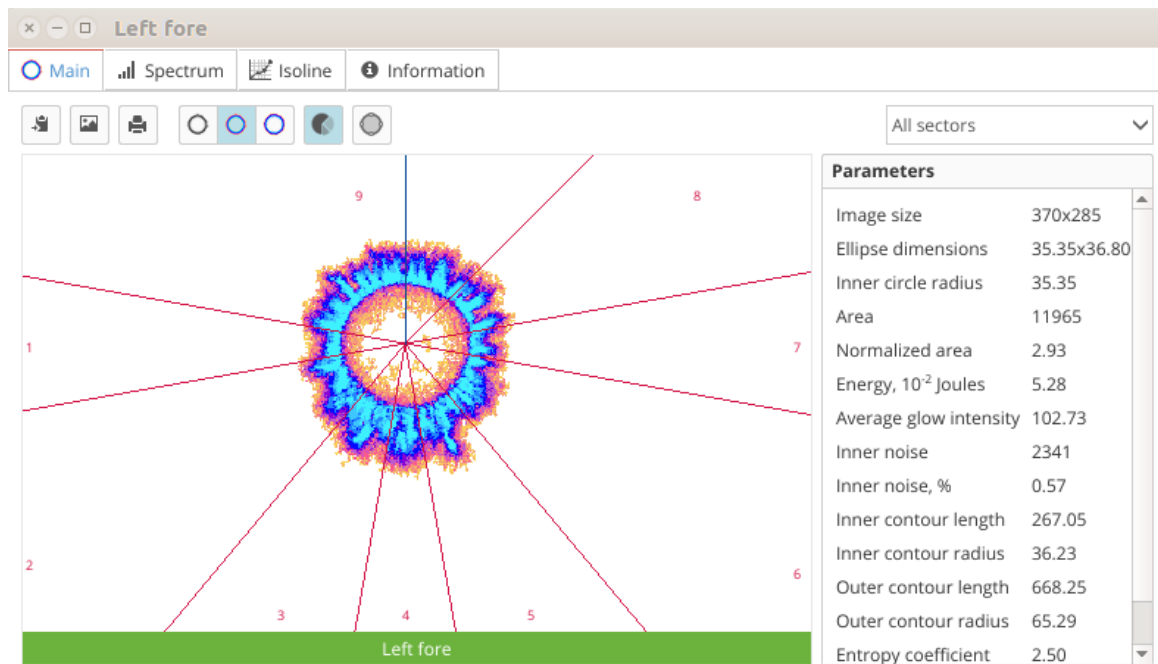 Left fore
Main Spectrum Isoline Information
All sectors
9 8
1 7
2 6
3 4 5
Left fore
Parameters
Image size 370x285
Ellipse dimensions 35.35x36.80
Inner circle radius 35.35
Area 11965
Normalized area 2.93
Energy, 10⁻² Joules 5.28
Average glow intensity 102.73
Inner noise 2341
Inner noise, % 0.57
Inner contour length 267.05
Inner contour radius 36.23
Outer contour length 668.25
Outer contour radius 65.29
Entropy coefficient 2.50